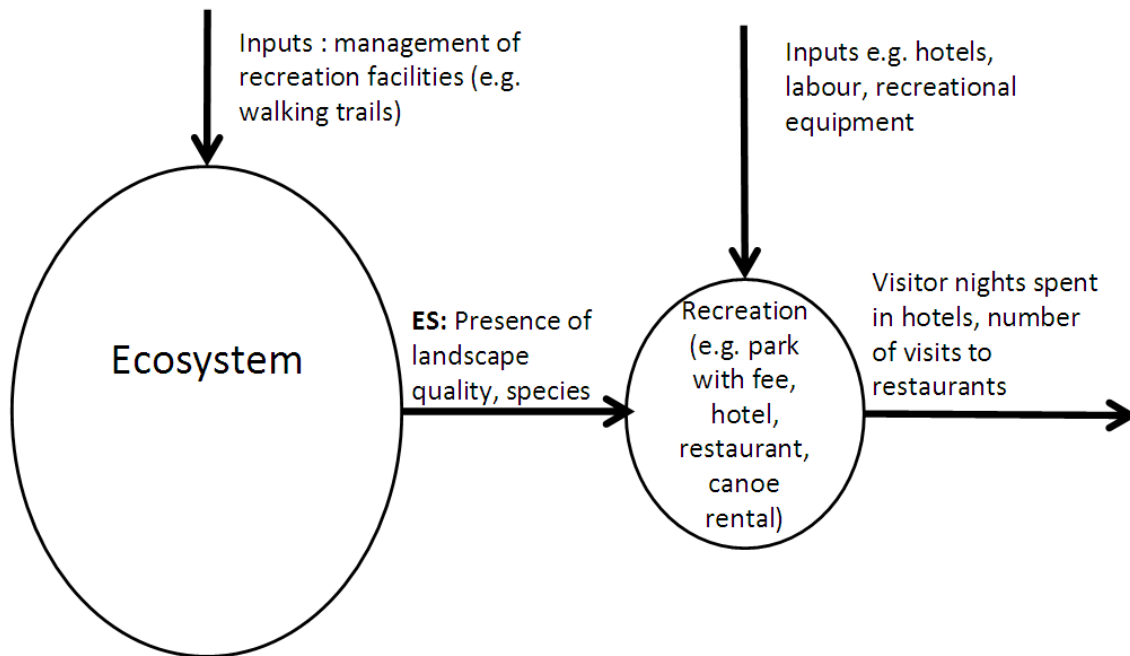 Inputs : management of
recreation facilities (e.g.
walking trails)
Inputs e.g. hotels,
labour, recreational
equipment
Ecosystem
ES: Presence of
landscape
quality, species
Recreation
(e.g. park
with fee,
hotel,
restaurant,
canoe
rental)
Visitor nights spent
in hotels, number
of visits to
restaurants